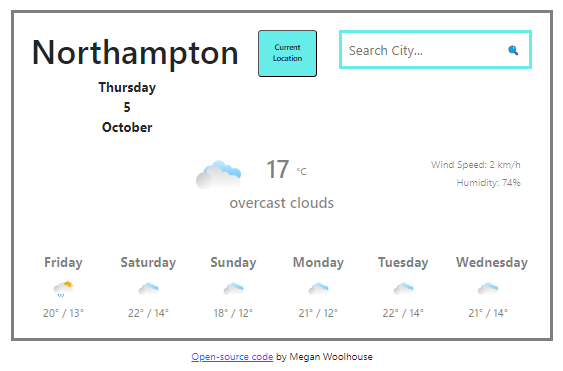 Northampton
Current
Location
Search City...
Thursday
5
October
17 °C
overcast clouds
Wind Speed: 2 km/h
Humidity: 74%
Friday Saturday Sunday Monday Tuesday Wednesday
20° / 13° 22° / 14° 18° / 12° 21° / 12° 22° / 14° 21° / 14°
Open-source code by Megan Woolhouse